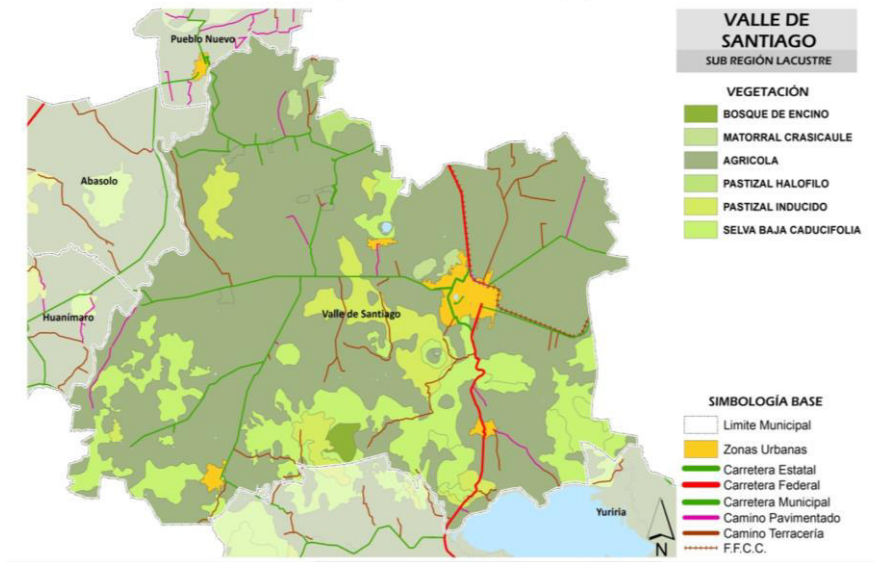 VALLE DE
SANTIAGO
SUB REGIÓN LACUSTRE
VEGETACIÓN
BOSQUE DE ENCINO
MATORRAL CRASICAULE
AGRICOLA
PASTIZAL HALOFILO
PASTIZAL INDUCIDO
SELVA BAJA CADUCIFOLIA
Pueblo Nuevo
Abasolo
Huanímaro
Valle de Santiago
Yuriria
N
SIMBOLOGÍA BASE
Limite Municipal
Zonas Urbanas
Carretera Estatal
Carretera Federal
Carretera Municipal
Camino Pavimentado
Camino Terracería
F.F.C.C.